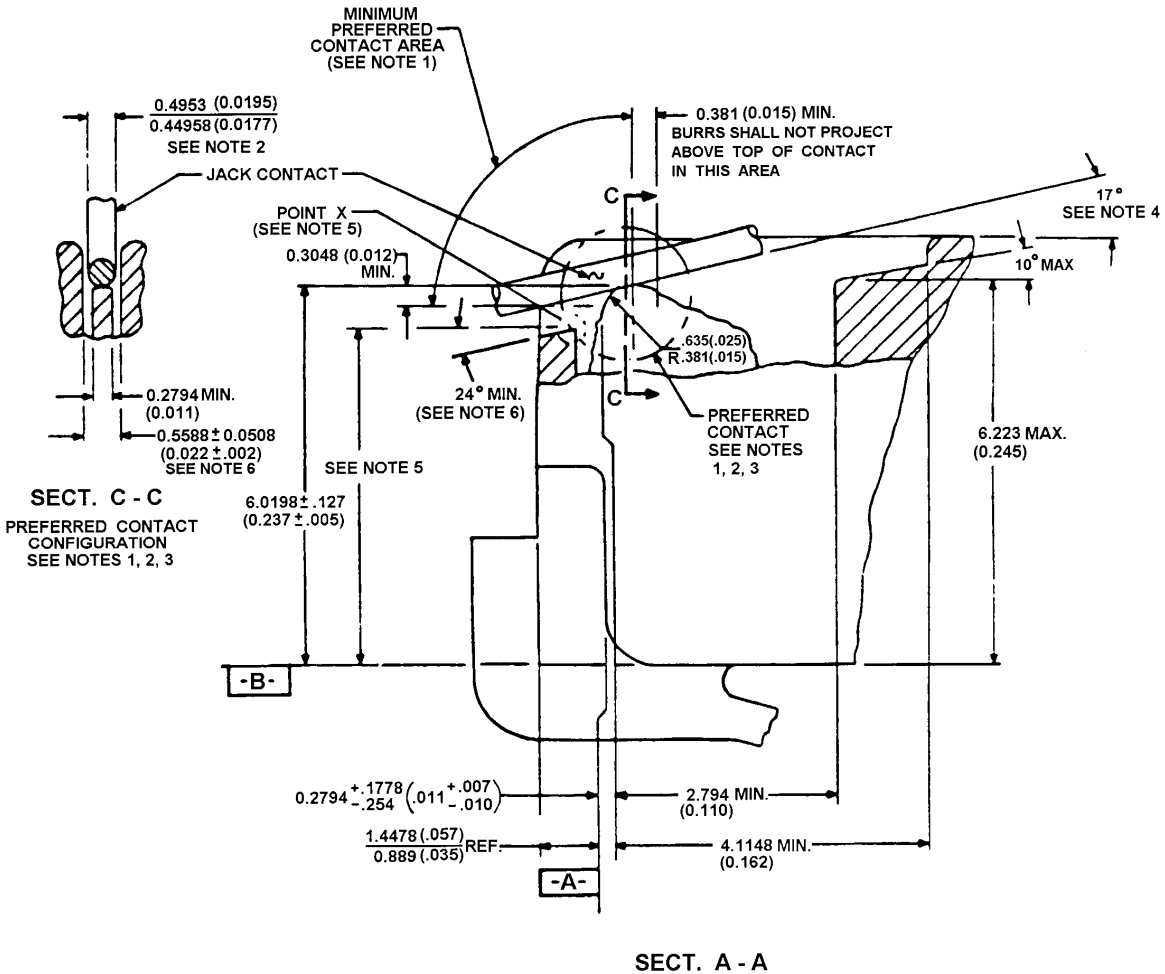 MINIMUM
PREFERRED
CONTACT AREA
(SEE NOTE 1)
0.4953 (0.0195)
0.44958 (0.0177)
SEE NOTE 2
0.381 (0.015) MIN.
BURRS SHALL NOT PROJECT
ABOVE TOP OF CONTACT
IN THIS AREA
JACK CONTACT
C
17°
SEE NOTE 4
POINT X
(SEE NOTE 5)
0.3048 (0.012)
MIN.
10° MAX
.635(.025)
R.381(.015)
24° MIN.
(SEE NOTE 6)
C
0.2794 MIN.
(0.011)
0.5588 ± 0.0508
(0.022 ±.002)
SEE NOTE 6
PREFERRED
CONTACT
SEE NOTES
1, 2, 3
6.223 MAX.
(0.245)
SEE NOTE 5
6.0198 ± .127
(0.237 ± .005)
SECT. C - C
PREFERRED CONTACT
CONFIGURATION
SEE NOTES 1, 2, 3
-B-
0.2794 +.1778 -.254 (.011 +.007 -.010)
2.794 MIN.
(0.110)
1.4478 (.057)
0.889 (.035) REF.
4.1148 MIN.
(0.162)
-A-
SECT. A - A